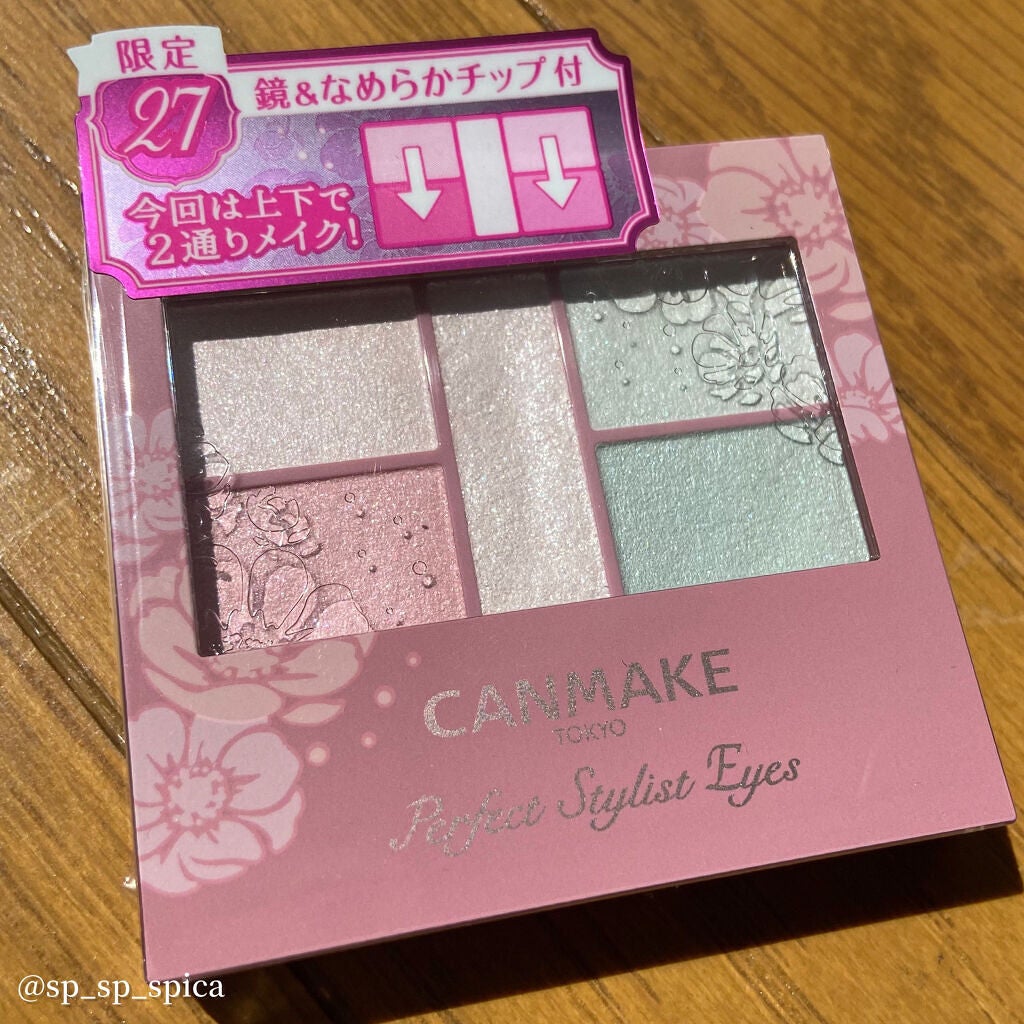 限定
27
鏡&なめらかチップ付
今回は上下で
2通りメイク!
CANMAKE
TOKYO
Perfect Stylist Eyes
@sp_sp_spica